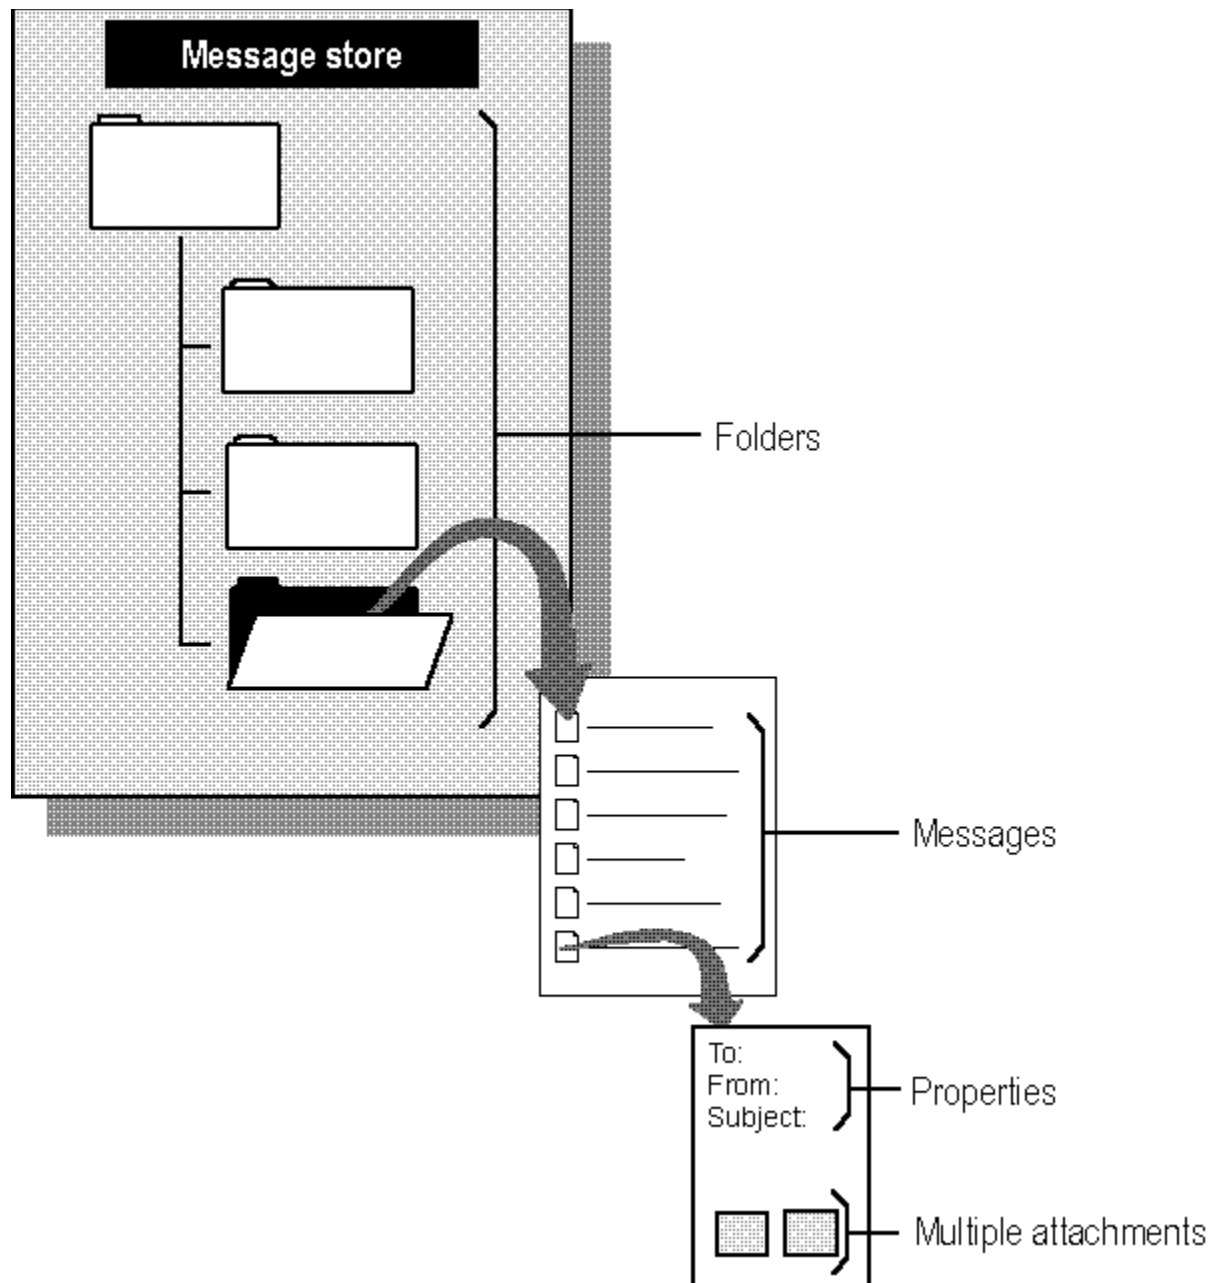 Message store
Folders
Messages
To:
From:
Subject:
Properties
Multiple attachments